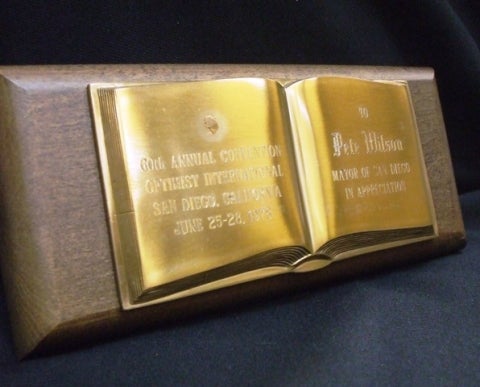 60th ANNUAL CONVENTION
OPTIMIST INTERNATIONAL
SAN DIEGO, CALIFORNIA
JUNE 25-28, 1978
TO
Pete Wilson
MAYOR OF SAN DIEGO
IN APPRECIATION